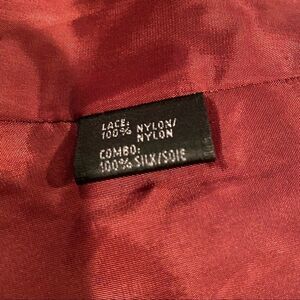 LACE:
100% NYLON/
NYLON
COMBO:
100% SILK/SOIE